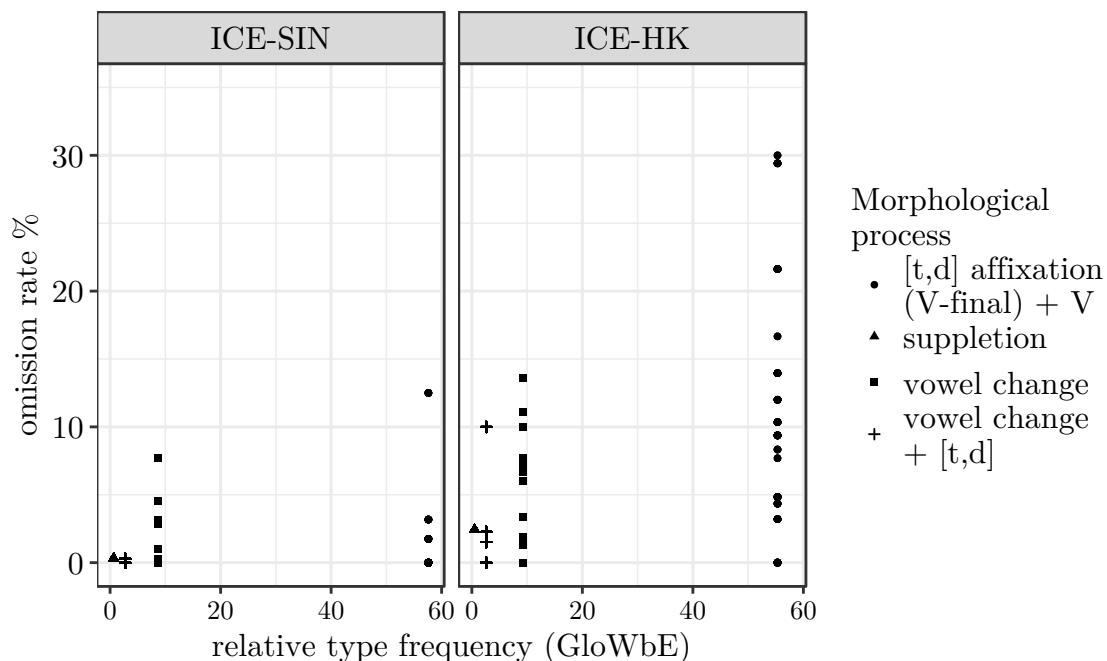 ICE-SIN
ICE-HK
omission rate %
30
20
10
0
0 20 40 60
0 20 40 60
relative type frequency (GloWbE)
Morphological
process
[t,d] affixation
(V-final) + V
suppletion
vowel change
vowel change
+ [t,d]